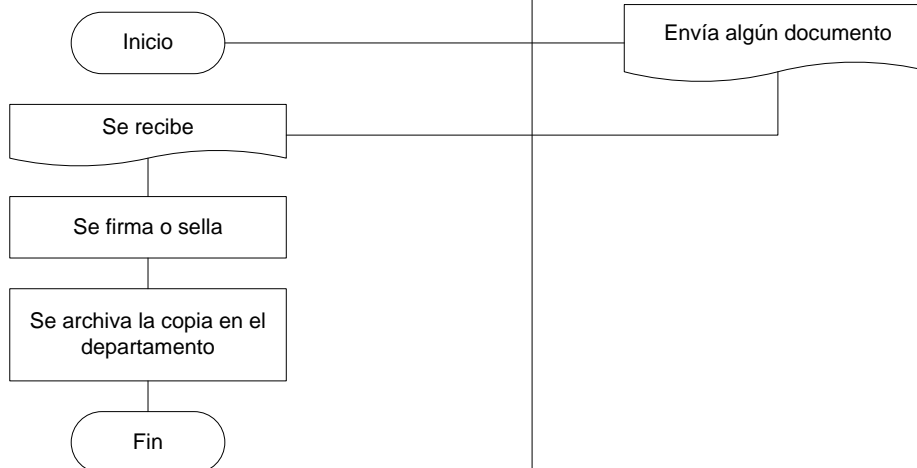 Inicio
Envía algún documento
Se recibe
Se firma o sella
Se archiva la copia en el
departamento
Fin